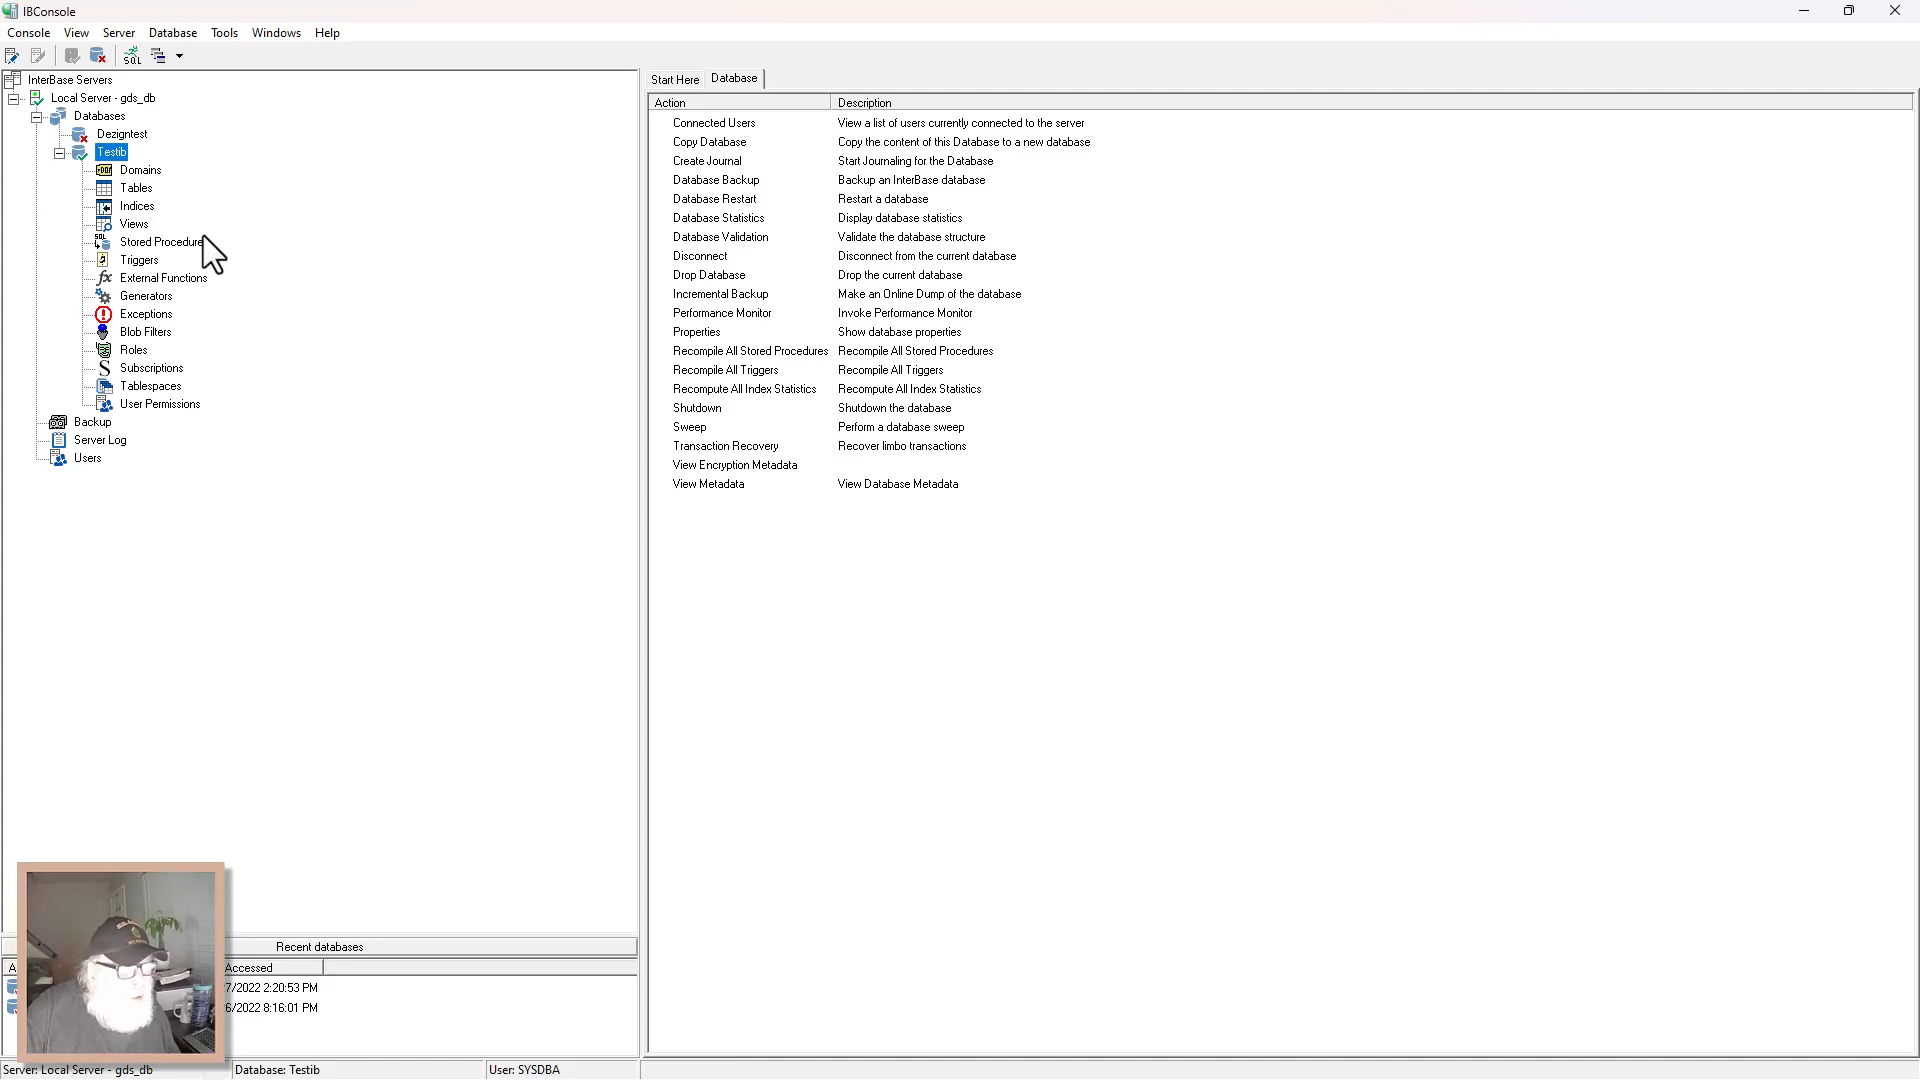 IBConsole
Console View Server Database Tools Windows Help
SQL
InterBase Servers
Local Server - gds_db
Databases
Dezigntest
Testib
Domains
Tables
Indices
Views
Stored Procedure
Triggers
External Functions
Generators
Exceptions
Blob Filters
Roles
Subscriptions
Tablespaces
User Permissions
Backup
Server Log
Users
Recent databases
Accessed
7/2022 2:20:53 PM
6/2022 8:16:01 PM
Start Here Database
Action Description
Connected Users View a list of users currently connected to the server
Copy Database Copy the content of this Database to a new database
Create Journal Start Journaling for the Database
Database Backup Backup an InterBase database
Database Restart Restart a database
Database Statistics Display database statistics
Database Validation Validate the database structure
Disconnect Disconnect from the current database
Drop Database Drop the current database
Incremental Backup Make an Online Dump of the database
Performance Monitor Invoke Performance Monitor
Properties Show database properties
Recompile All Stored Procedures Recompile All Stored Procedures
Recompile All Triggers Recompile All Triggers
Recompute All Index Statistics Recompute All Index Statistics
Shutdown Shutdown the database
Sweep Perform a database sweep
Transaction Recovery Recover limbo transactions
View Encryption Metadata
View Metadata View Database Metadata
Server: Local Server - gds_db Database: Testib User: SYSDBA